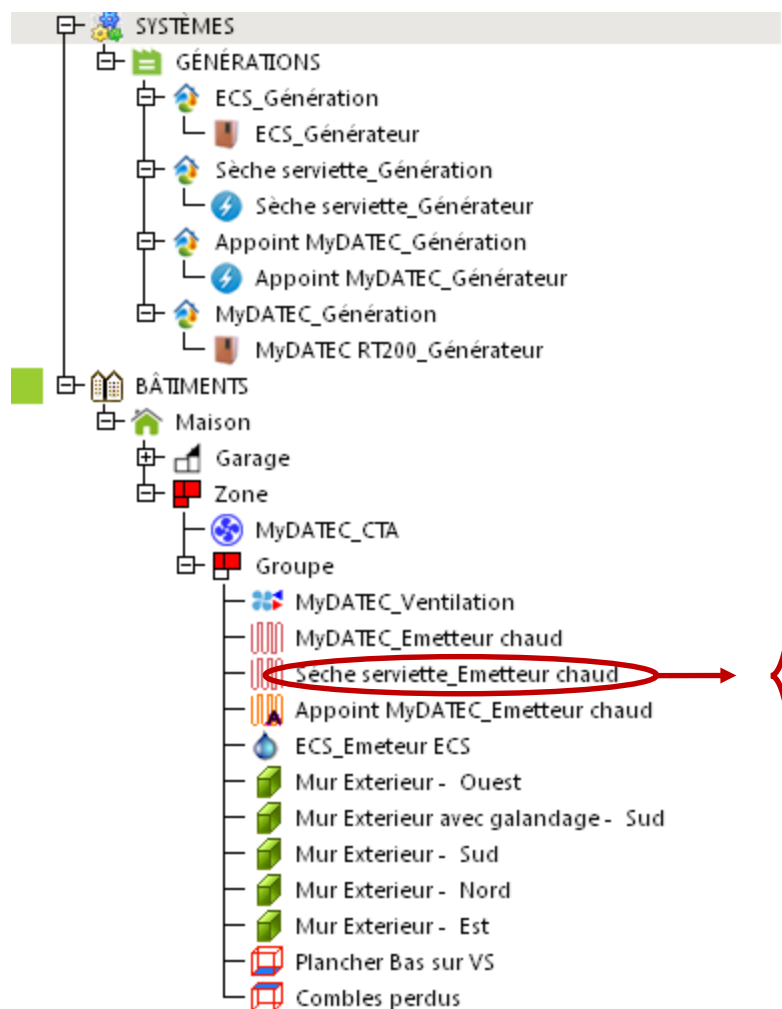 SYSTÈMES
GÉNÉRATIONS
ECS_Génération
ECS_Générateur
Sèche serviette_Génération
Sèche serviette_Générateur
Appoint MyDATEC_Génération
Appoint MyDATEC_Générateur
MyDATEC_Génération
MyDATEC RT200_Générateur
BÂTIMENTS
Maison
Garage
Zone
MyDATEC_CTA
Groupe
MyDATEC_Ventilation
MyDATEC_Emetteur chaud
Sèche serviette_Emetteur chaud
Appoint MyDATEC_Emetteur chaud
ECS_Emeteur ECS
Mur Exterieur - Ouest
Mur Exterieur avec galandage - Sud
Mur Exterieur - Sud
Mur Exterieur - Nord
Mur Exterieur - Est
Plancher Bas sur VS
Combles perdus